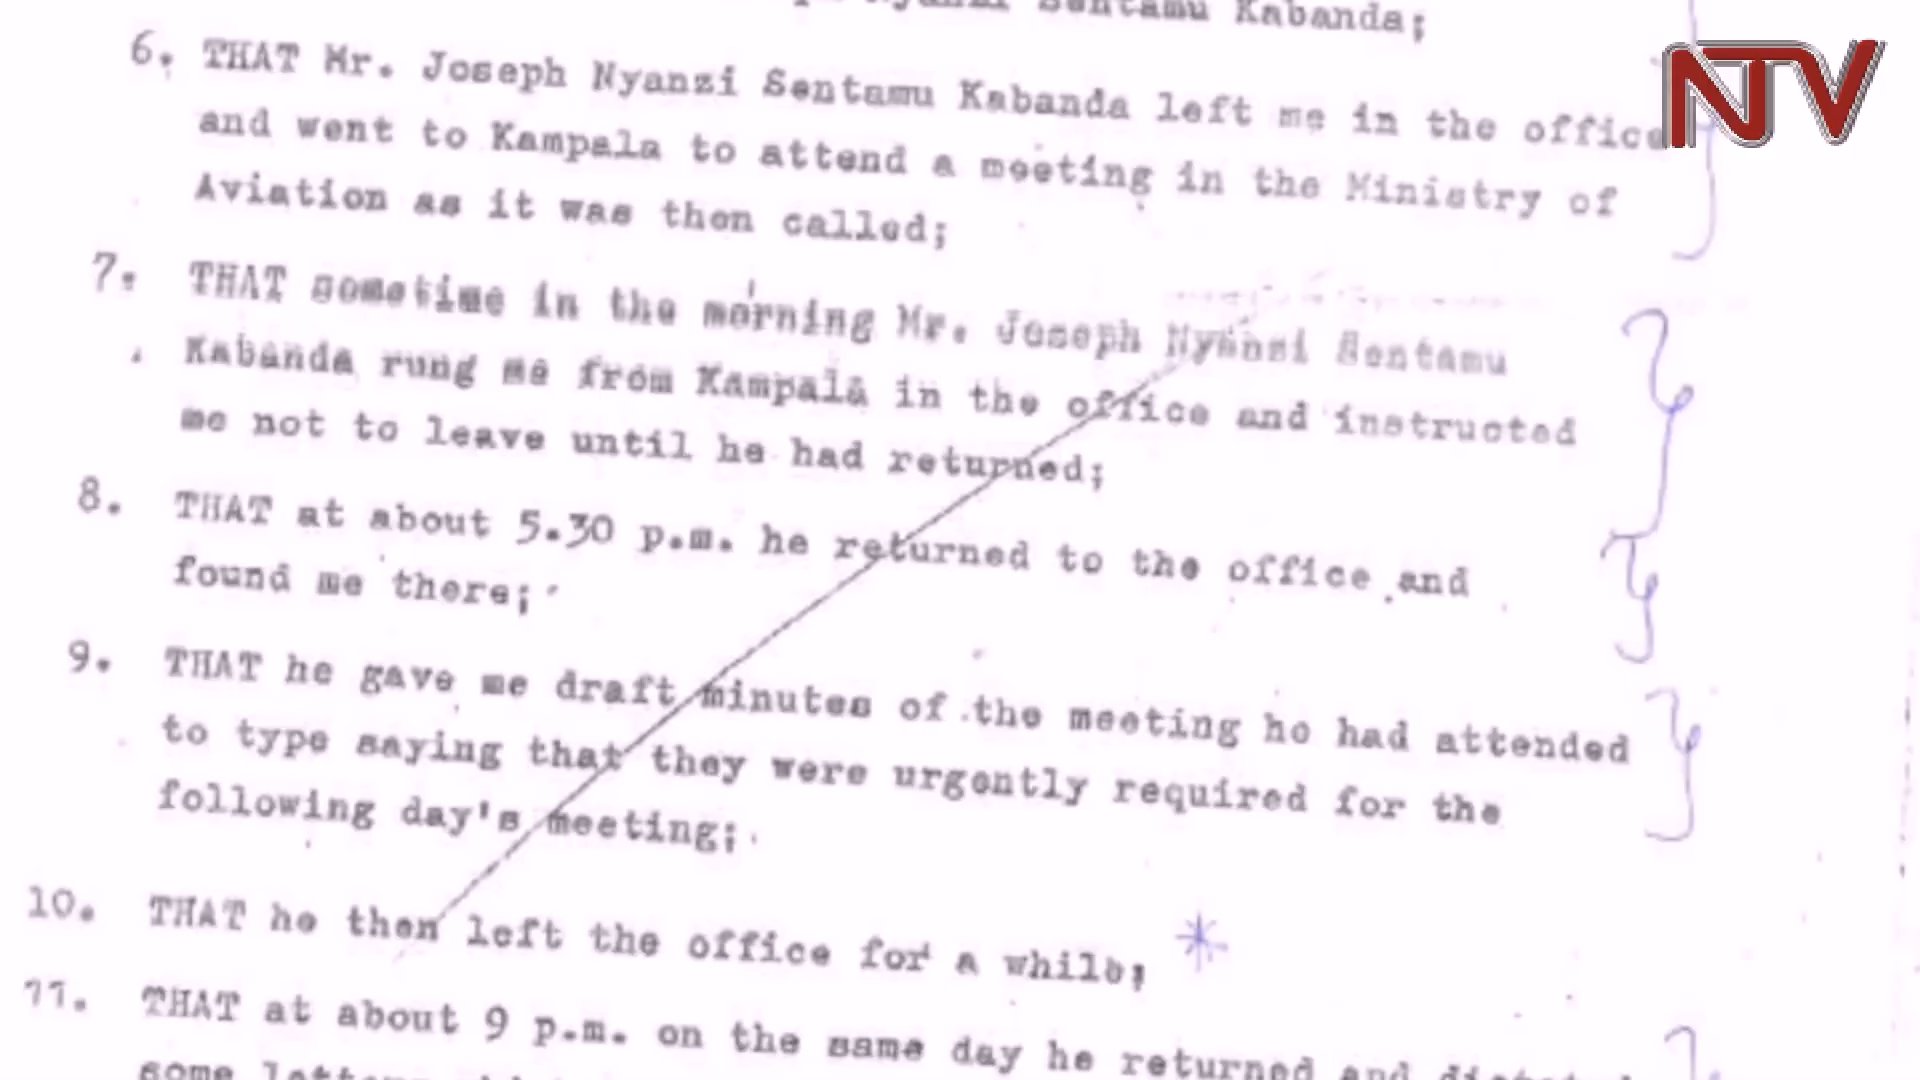 Nyanzi Sentamu Kabanda;
NTV
6. THAT Mr. Joseph Nyanzi Sentamu Kabanda left me in the office
and went to Kampala to attend a meeting in the Ministry of
Aviation as it was then called;
7. THAT sometime in the morning Mr. Joseph Nyanzi Sentamu
Kabanda rung me from Kampala in the office and instructed
me not to leave until he had returned;
8. THAT at about 5.30 p.m. he returned to the office and
found me there;
9. THAT he gave me draft minutes of the meeting he had attended
to type saying that they were urgently required for the
following day's meeting;
10. THAT he then left the office for a while;
11. THAT at about 9 p.m. on the same day he returned and
some letters